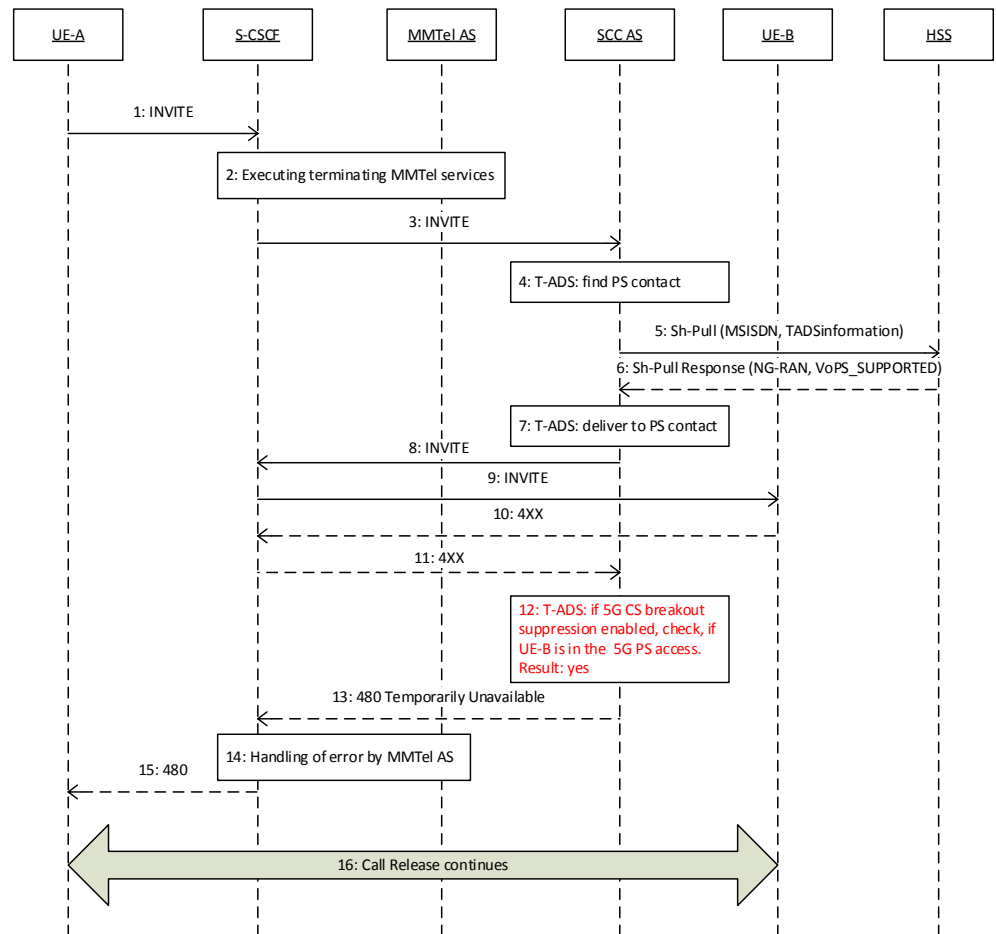 UE-A
S-CSCF
MMTel AS
SCC AS
UE-B
HSS
1: INVITE
2: Executing terminating MMTel services
3: INVITE
4: T-ADS: find PS contact
5: Sh-Pull (MSISDN, TADSinformation)
6: Sh-Pull Response (NG-RAN, VoPS_SUPPORTED)
7: T-ADS: deliver to PS contact
8: INVITE
9: INVITE
10: 4XX
11: 4XX
12: T-ADS: if 5G CS breakout
suppression enabled, check, if
UE-B is in the 5G PS access.
Result: yes
13: 480 Temporarily Unavailable
14: Handling of error by MMTel AS
15: 480
16: Call Release continues